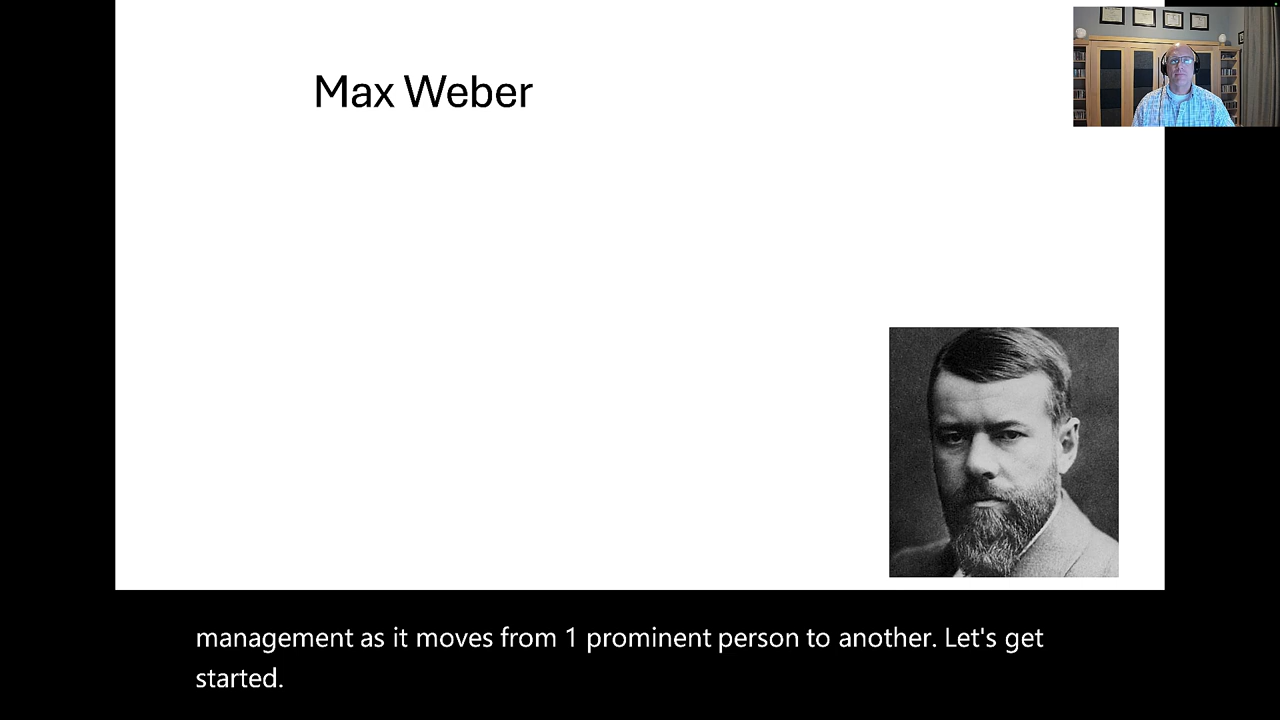 Max Weber
management as it moves from 1 prominent person to another. Let's get
started.